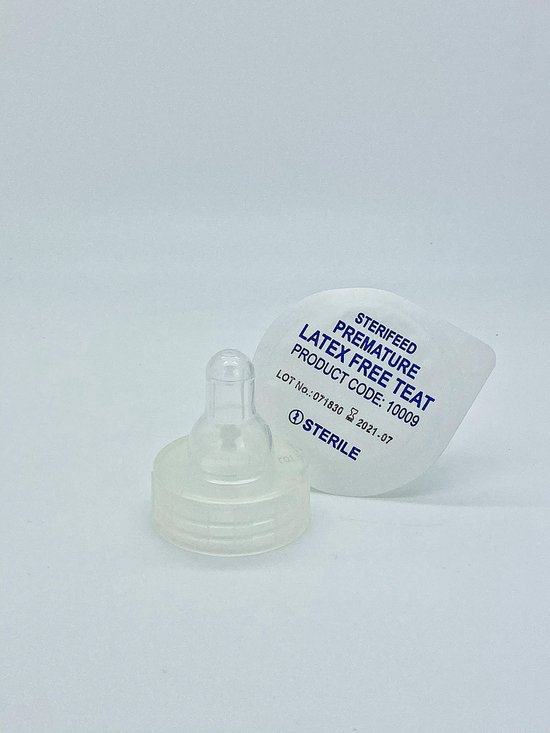 STERIFEED
PREMATURE
LATEX FREE TEAT
PRODUCT CODE: 10009
LOT No.: 071830 2021-07
STERILE